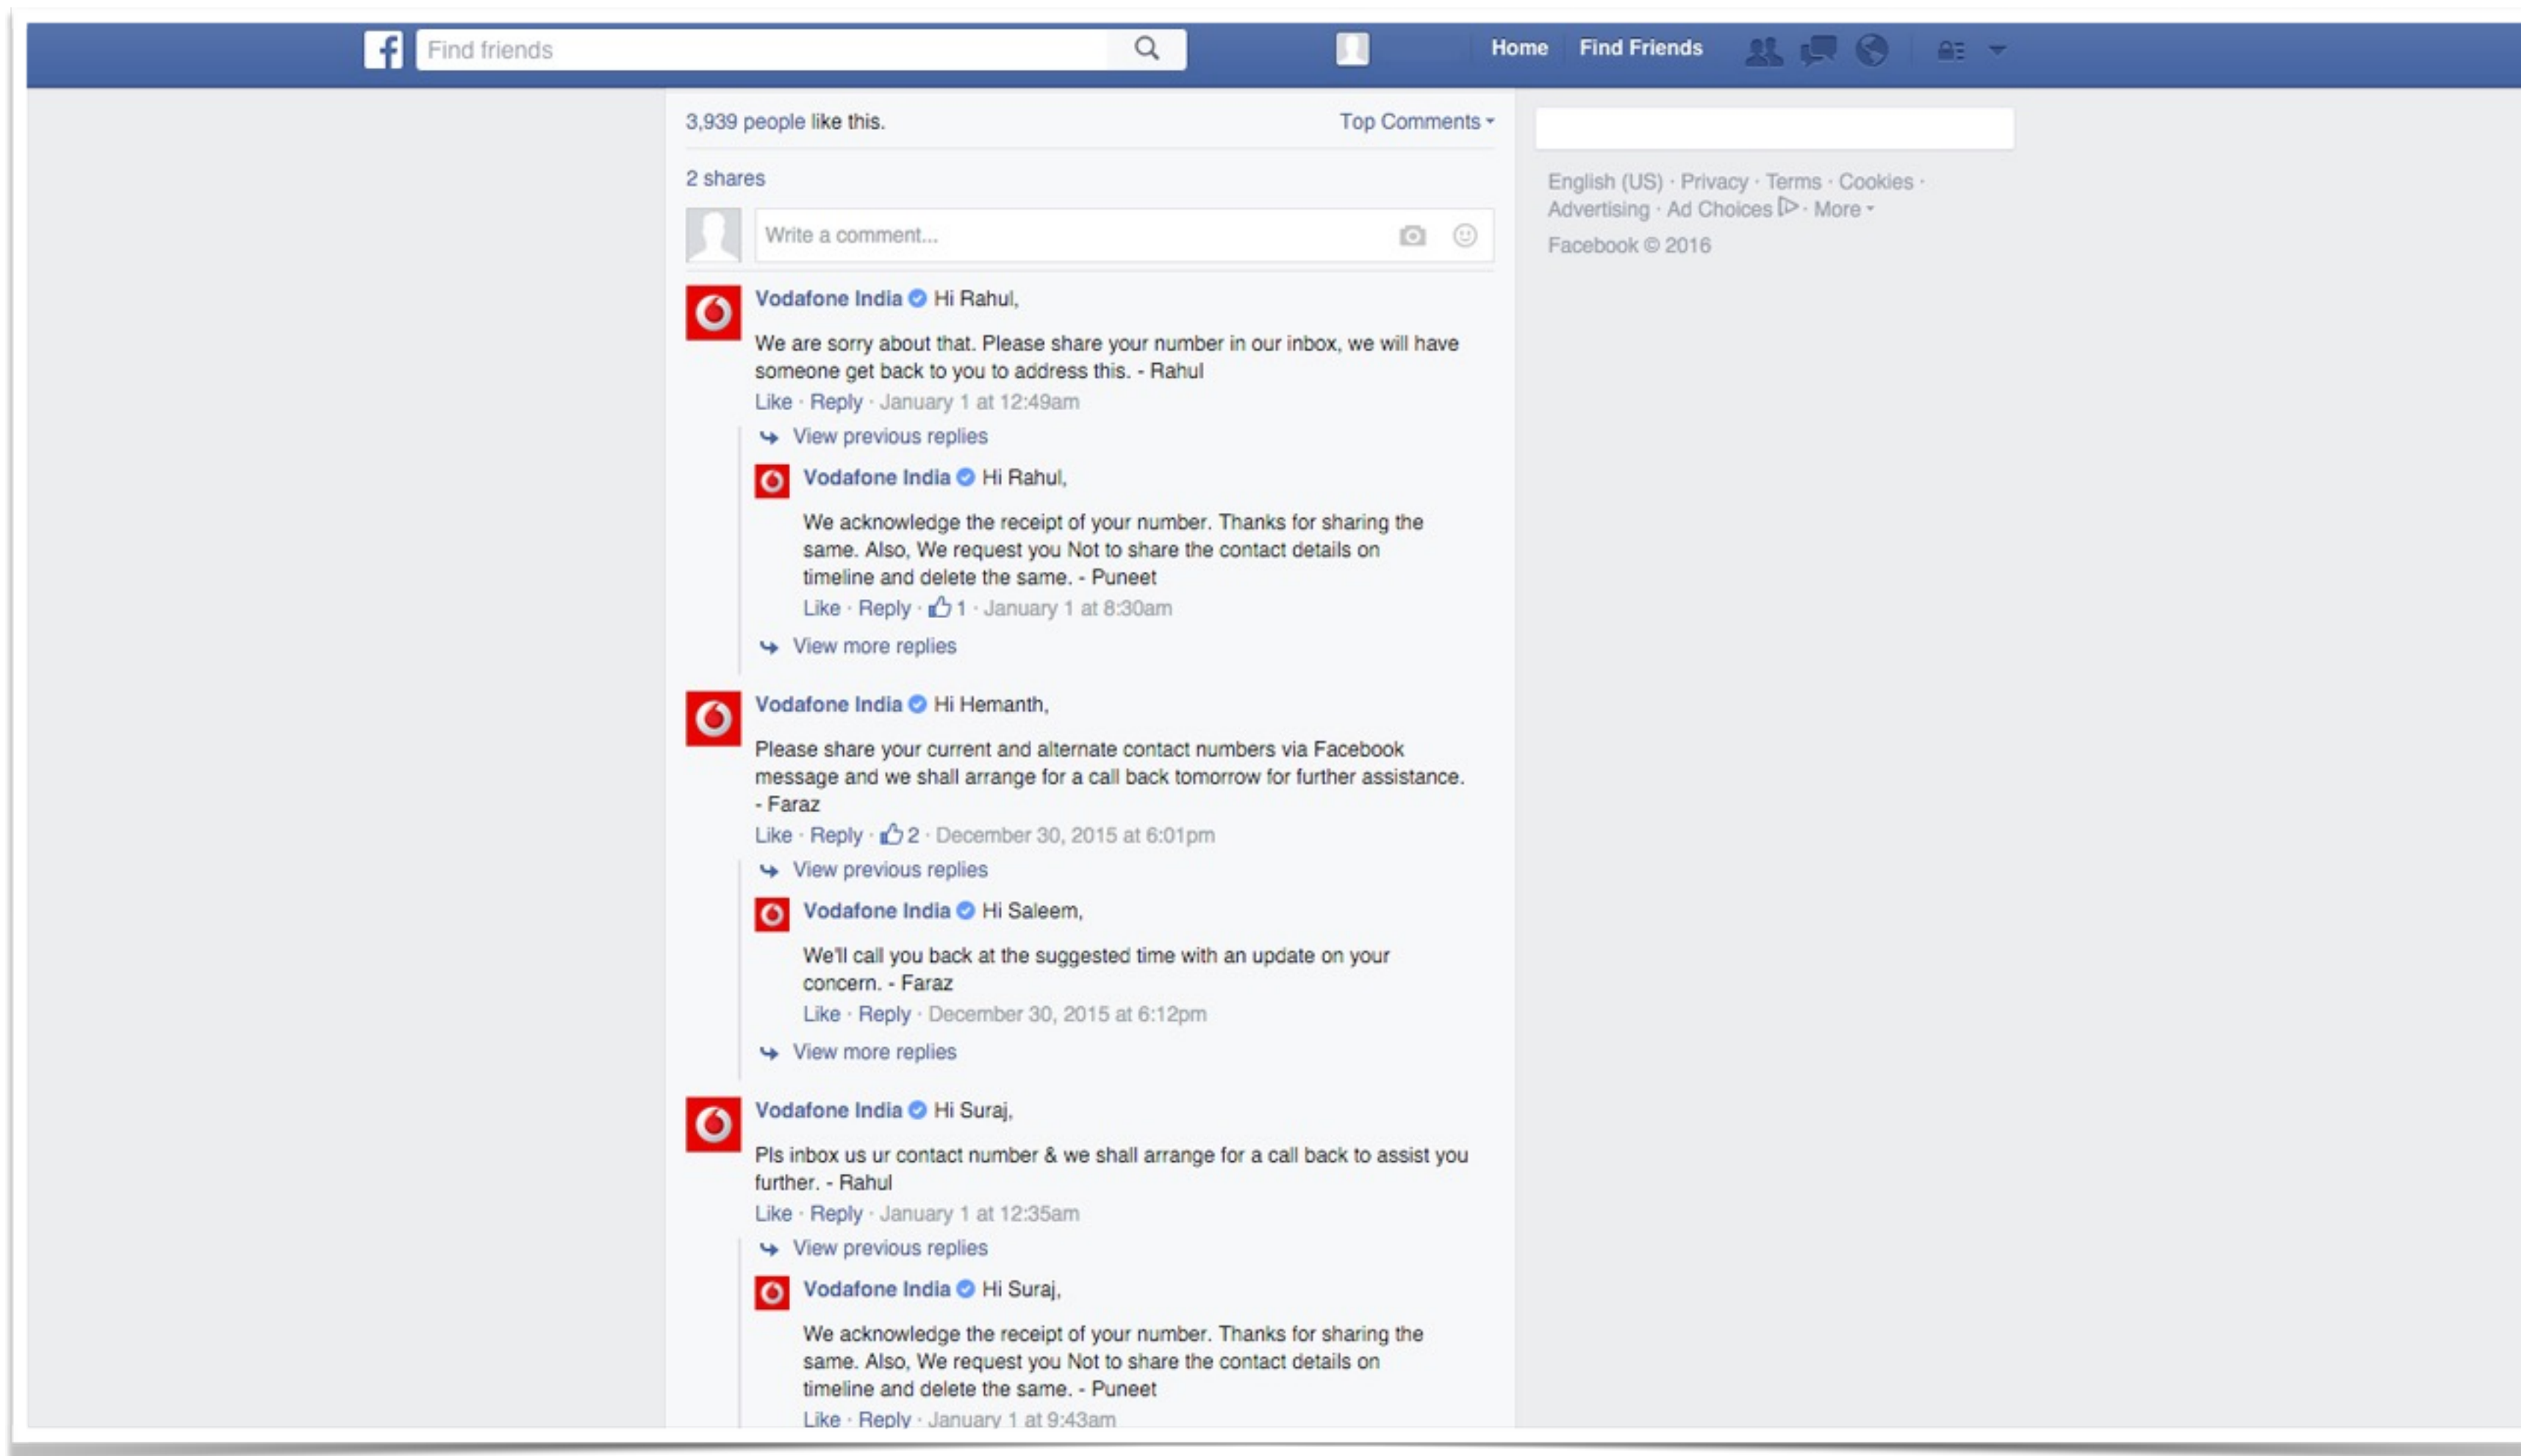 Find friends
Home Find Friends
3,939 people like this.
Top Comments
2 shares
Write a comment...
Vodafone India Hi Rahul,
We are sorry about that. Please share your number in our inbox, we will have
someone get back to you to address this. - Rahul
Like · Reply · January 1 at 12:49am
View previous replies
Vodafone India Hi Rahul,
We acknowledge the receipt of your number. Thanks for sharing the
same. Also, We request you Not to share the contact details on
timeline and delete the same. - Puneet
Like · Reply · 1 · January 1 at 8:30am
View more replies
Vodafone India Hi Hemanth,
Please share your current and alternate contact numbers via Facebook
message and we shall arrange for a call back tomorrow for further assistance.
- Faraz
Like · Reply · 2 · December 30, 2015 at 6:01pm
View previous replies
Vodafone India Hi Saleem,
We'll call you back at the suggested time with an update on your
concern. - Faraz
Like · Reply · December 30, 2015 at 6:12pm
View more replies
Vodafone India Hi Suraj,
Pls inbox us ur contact number & we shall arrange for a call back to assist you
further. - Rahul
Like · Reply · January 1 at 12:35am
View previous replies
Vodafone India Hi Suraj,
We acknowledge the receipt of your number. Thanks for sharing the
same. Also, We request you Not to share the contact details on
timeline and delete the same. - Puneet
Like · Reply · January 1 at 9:43am
English (US) · Privacy · Terms · Cookies ·
Advertising · Ad Choices · More
Facebook © 2016